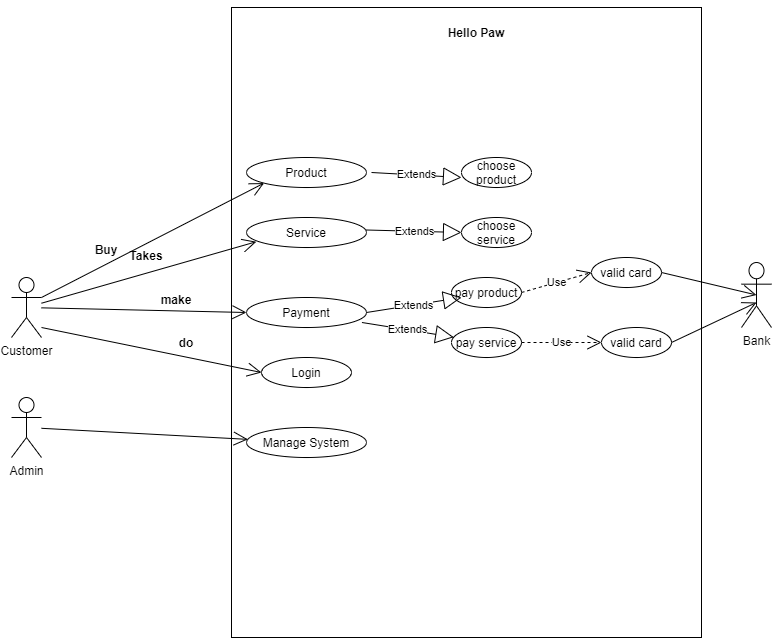 Hello Paw
Product
Extends
choose
product
Buy
Takes
Service
Extends
choose
service
make
Payment
Extends
pay product
Use
valid card
Extends
pay service
Use
valid card
Customer
Bank
do
Login
Admin
Manage System